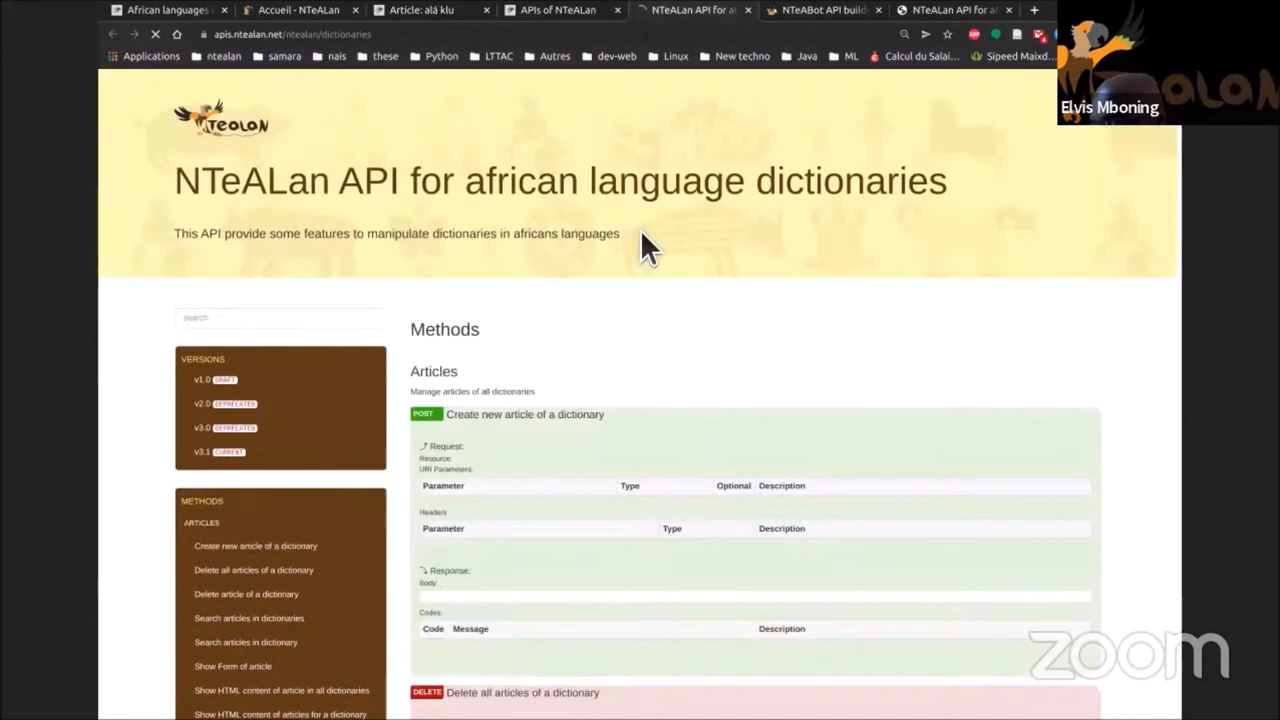 African languages
Accueil - NTeALan
Article: alá klu
APIs of NTeALan
NTeALan API for a
NTeABot API build
NTeALan API for a
apis.ntealan.net/ntealan/dictionaries
Applications
ntealan
samara
nais
these
Python
LTTAC
Autres
dev-web
Linux
New techno
Java
ML
Calcul du Salai...
Sipeed Maixd...
Elvis Mboning
NTEALAN API for african language dictionaries
This API provide some features to manipulate dictionaries in africans languages
search
VERSIONS
v1.0 DRAFT
v2.0 DEPRECATED
v3.0 DEPRECATED
v3.1 CURRENT
METHODS
ARTICLES
Create new article of a dictionary
Delete all articles of a dictionary
Delete article of a dictionary
Search articles in dictionaries
Search articles in dictionary
Show Form of article
Show HTML content of article in all dictionaries
Show HTML content of articles for a dictionary
Methods
Articles
Manage articles of all dictionaries
POST Create new article of a dictionary
Request:
Resource:
URI Parameters:
Parameter Type Optional Description
Headers
Parameter Type Description
Response:
Body:
Codes:
Code Message Description
DELETE Delete all articles of a dictionary
zoom